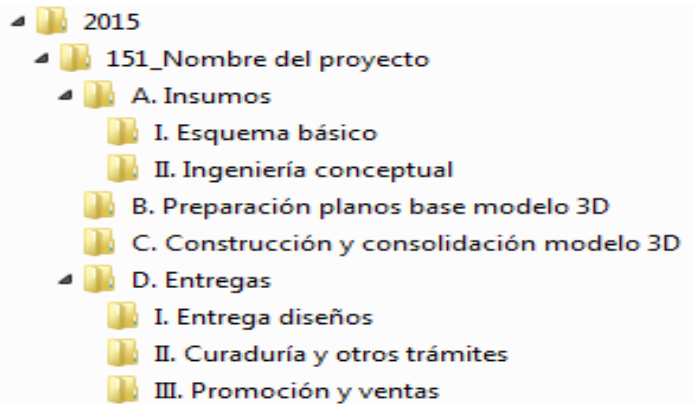 2015
151_Nombre del proyecto
A. Insumos
I. Esquema básico
II. Ingeniería conceptual
B. Preparación planos base modelo 3D
C. Construcción y consolidación modelo 3D
D. Entregas
I. Entrega diseños
II. Curaduría y otros trámites
III. Promoción y ventas